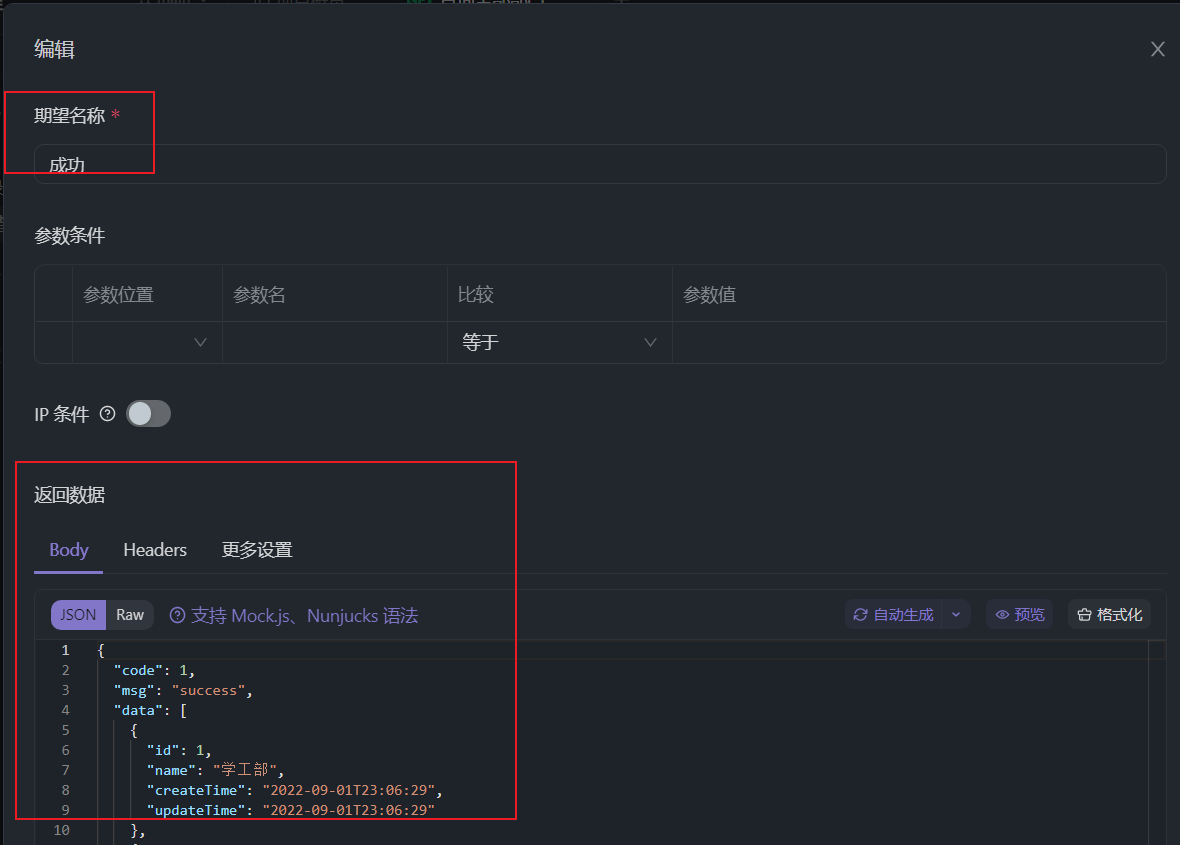 编辑
期望名称 *
成功
参数条件
参数位置 参数名 比较 参数值
等于
IP 条件
返回数据
Body Headers 更多设置
JSON Raw 支持 Mock.js、Nunjucks 语法 自动生成 预览 格式化
1 {
2 "code": 1,
3 "msg": "success",
4 "data": [
5 {
6 "id": 1,
7 "name": "学工部",
8 "createTime": "2022-09-01T23:06:29",
9 "updateTime": "2022-09-01T23:06:29"
10 },